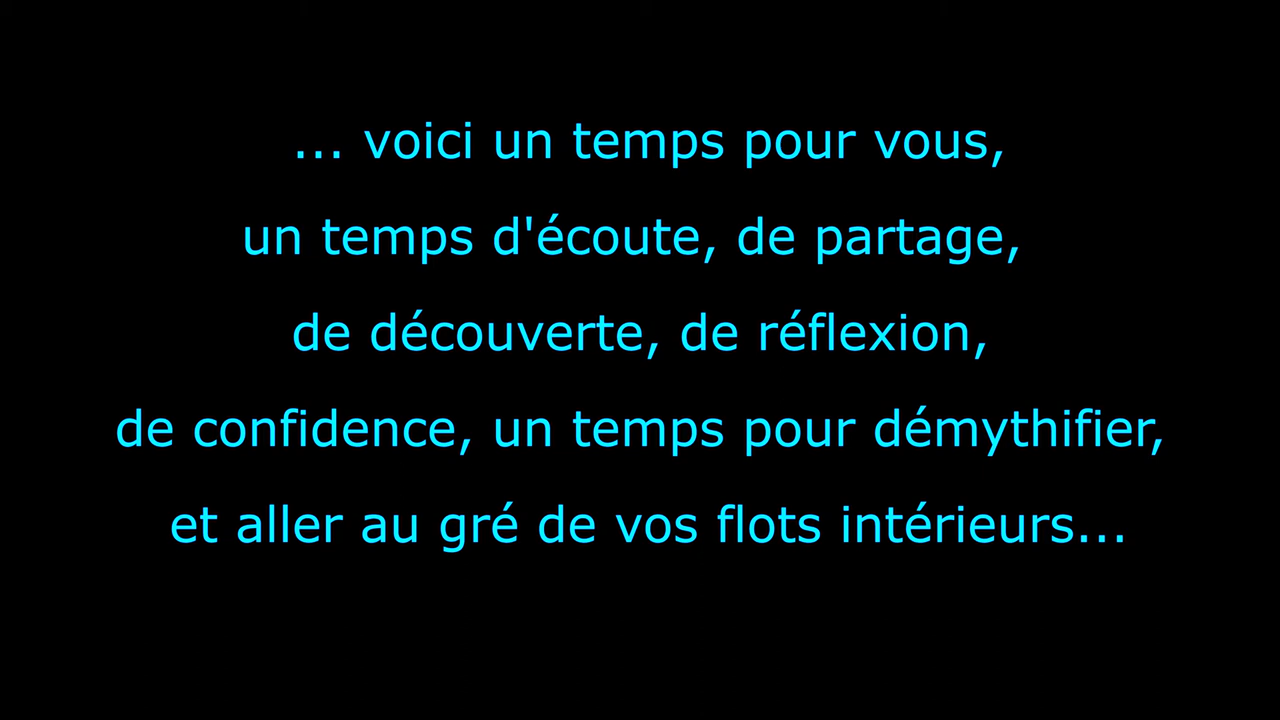 ... voici un temps pour vous,
un temps d'écoute, de partage,
de découverte, de réflexion,
de confidence, un temps pour démythifier,
et aller au gré de vos flots intérieurs...